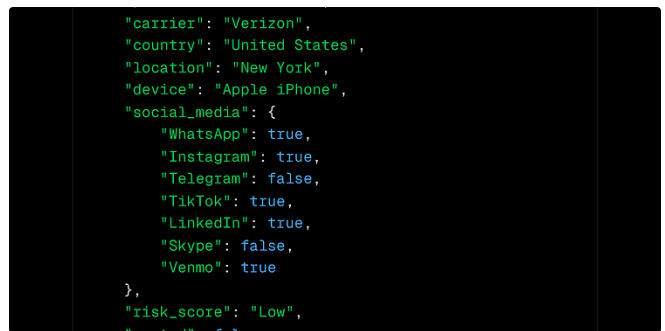 "carrier": "Verizon",
"country": "United States",
"location": "New York",
"device": "Apple iPhone",
"social_media": {
"WhatsApp": true,
"Instagram": true,
"Telegram": false,
"TikTok": true,
"LinkedIn": true,
"Skype": false,
"Venmo": true
},
"risk_score": "Low",